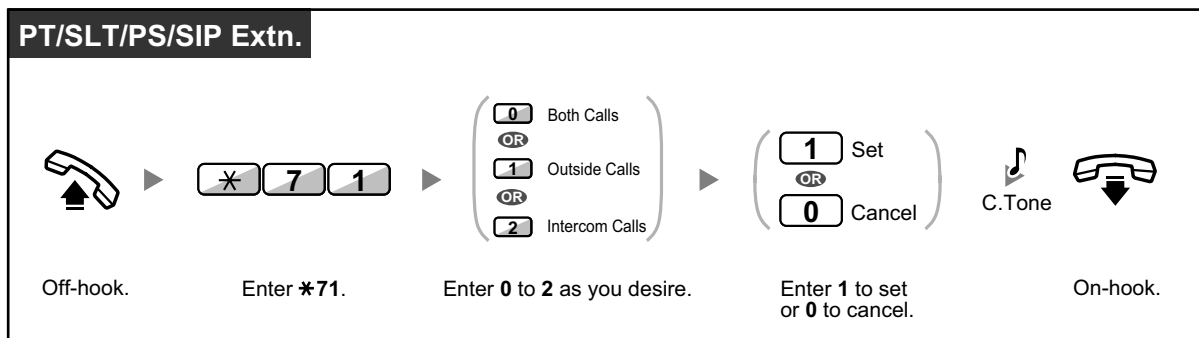 PT/SLT/PS/SIP Extn.
0 Both Calls
OR
1 Outside Calls
OR
2 Intercom Calls
1 Set
OR
0 Cancel
C.Tone
✳ 7 1
Off-hook.
Enter ✳71.
Enter 0 to 2 as you desire.
Enter 1 to set
or 0 to cancel.
On-hook.